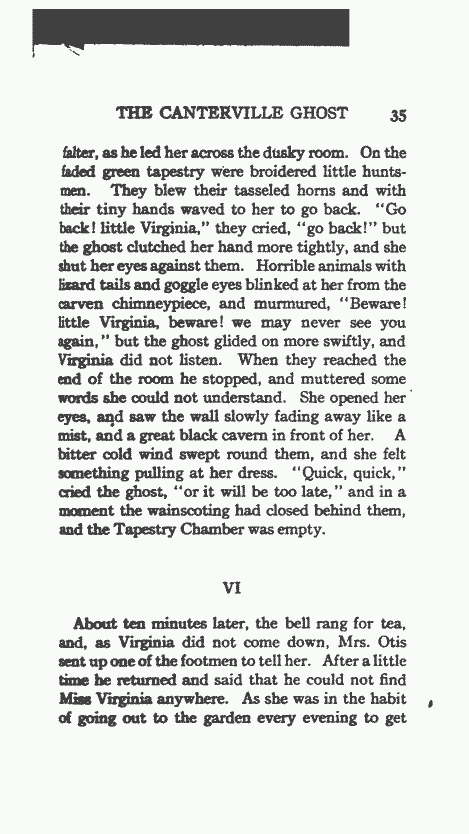 THE CANTERVILLE GHOST 35
falter, as he led her across the dusky room. On the
faded green tapestry were broidered little hunts-
men. They blew their tasseled horns and with
their tiny hands waved to her to go back. "Go
back! little Virginia," they cried, "go back!" but
the ghost clutched her hand more tightly, and she
shut her eyes against them. Horrible animals with
lizard tails and goggle eyes blinked at her from the
carven chimneypiece, and murmured, "Beware!
little Virginia, beware! we may never see you
again," but the ghost glided on more swiftly, and
Virginia did not listen. When they reached the
end of the room he stopped, and muttered some
words she could not understand. She opened her
eyes, and saw the wall slowly fading away like a
mist, and a great black cavern in front of her. A
bitter cold wind swept round them, and she felt
something pulling at her dress. "Quick, quick,"
cried the ghost, "or it will be too late," and in a
moment the wainscoting had closed behind them,
and the Tapestry Chamber was empty.
VI
About ten minutes later, the bell rang for tea,
and, as Virginia did not come down, Mrs. Otis
sent up one of the footmen to tell her. After a little
time he returned and said that he could not find
Miss Virginia anywhere. As she was in the habit
of going out to the garden every evening to get